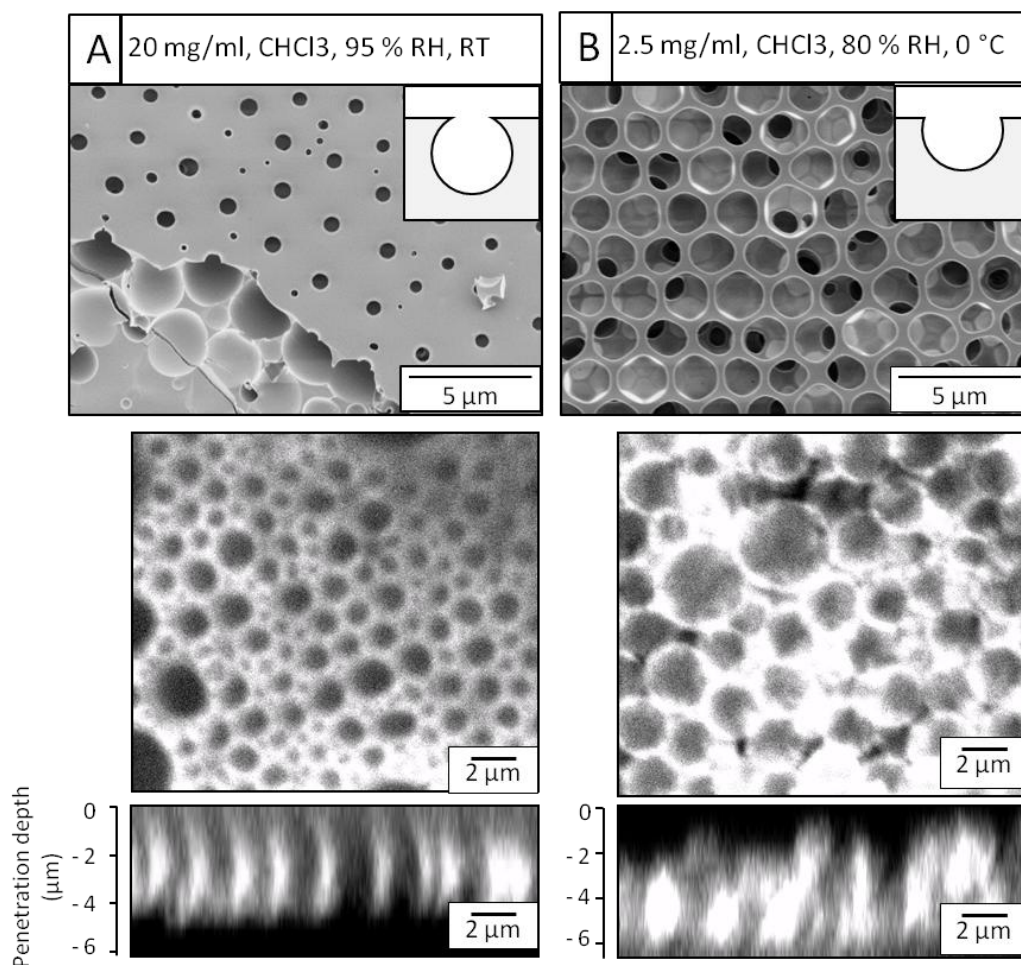 A
20 mg/ml, CHCl3, 95 % RH, RT
B
2.5 mg/ml, CHCl3, 80 % RH, 0 °C
5 µm
5 µm
2 µm
2 µm
Penetration depth
(µm)
0
- 2
- 4
- 6
2 µm
0
- 2
- 4
- 6
2 µm